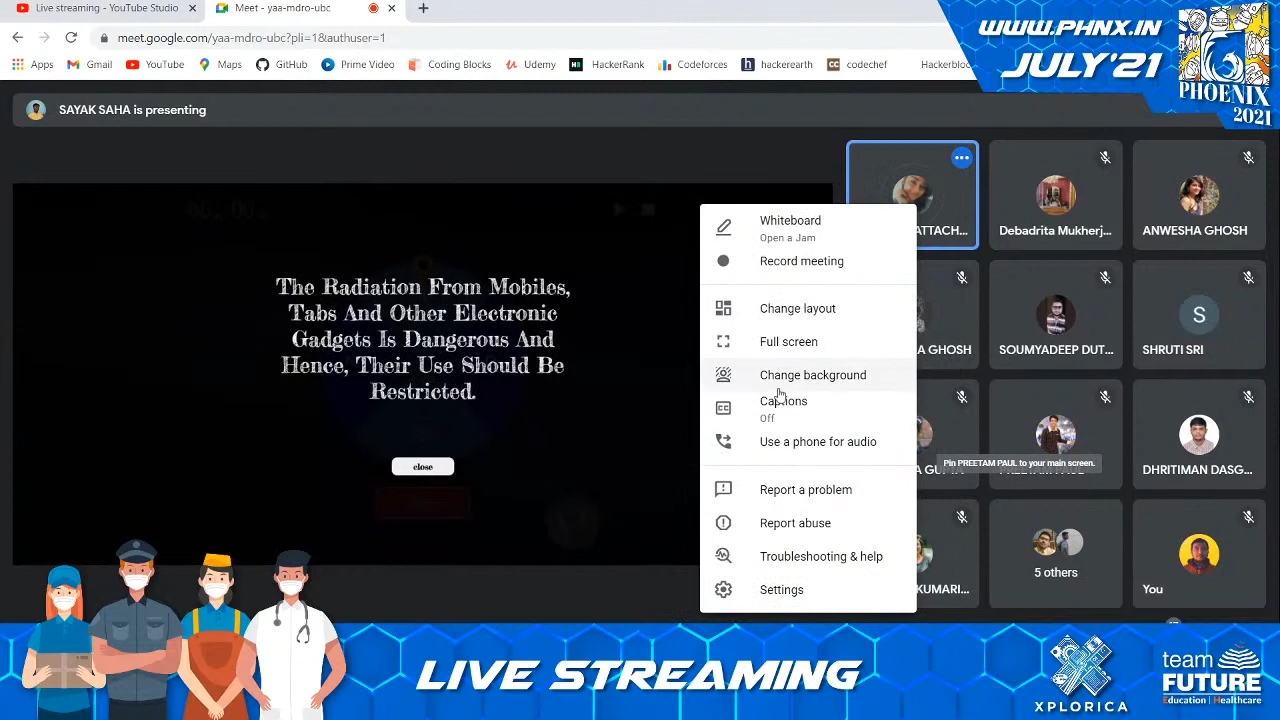 Live streaming - YouTube Studio
Meet - yaa-mdro-ubc
WWW.PHNX.IN
JULY'21
PHOENIX
2021
meet.google.com/yaa-mdro-ubc?pli=1&authuser=1
Apps
Gmail
YouTube
Maps
GitHub
Prime Video
Coding Blocks
Udemy
HackerRank
Codeforces
hackerearth
codechef
SAYAK SAHA is presenting
The Radiation From Mobiles,
Tabs And Other Electronic
Gadgets Is Dangerous And
Hence, Their Use Should Be
Restricted.
close
Whiteboard
Open a Jam
Record meeting
Change layout
Full screen
Change background
Captions
Off
Use a phone for audio
Report a problem
Report abuse
Troubleshooting & help
Settings
ATTACH...
Debadrita Mukherj...
ANWESHA GHOSH
GHOSH
SOUMYADEEP DUT...
S
SHRUTI SRI
Pin PREETAM PAUL to your main screen.
DHRITIMAN DASG...
KUMARI...
5 others
You
LIVE STREAMING
XPLORICA
team
FUTURE
Education | Healthcare